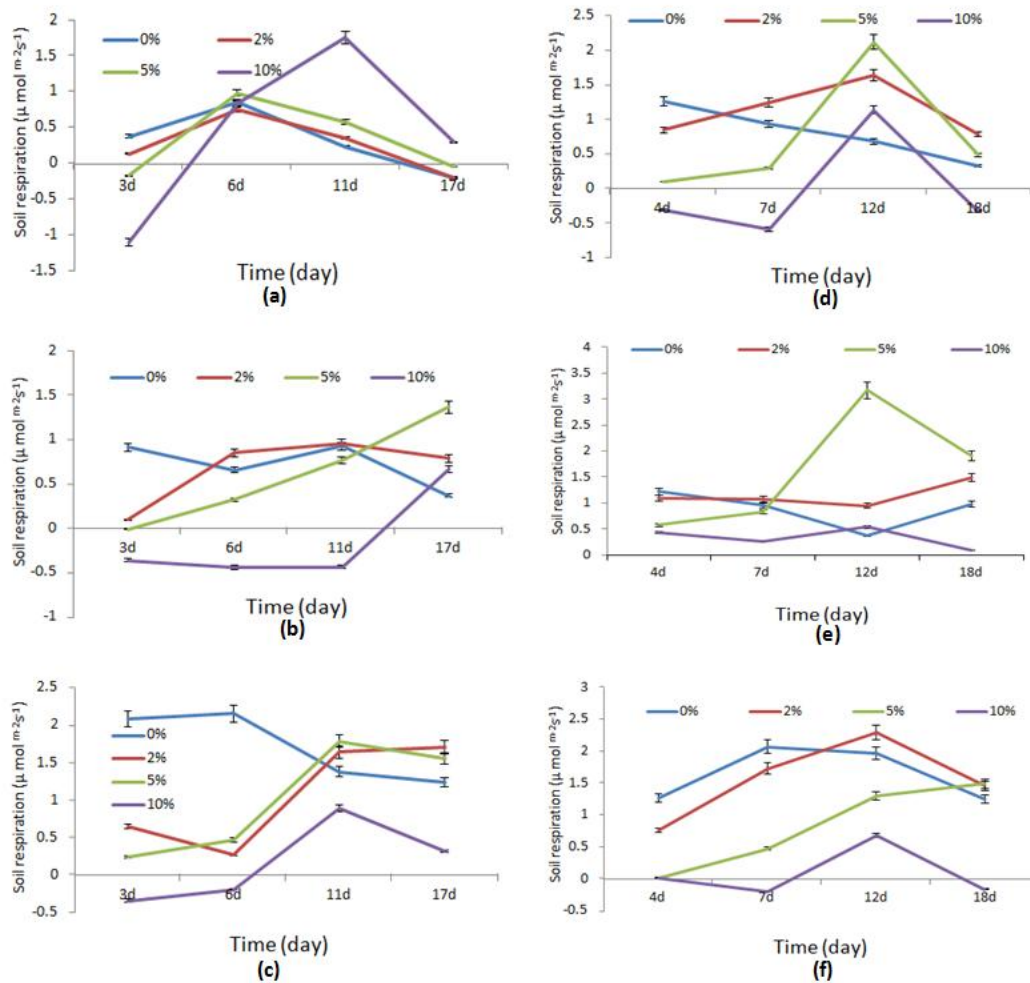 Soil respiration (µ mol m-2s-1)
2
1.5
1
0.5
0
-0.5
-1
-1.5
0% 2%
5% 10%
3d 6d 11d 17d
Time (day)
(a)
Soil respiration (µ mol m-2s-1)
2.5
2
1.5
1
0.5
0
-0.5
-1
0% 2% 5% 10%
4d 7d 12d 18d
Time (day)
(d)
Soil respiration (µ mol m-2s-1)
2
1.5
1
0.5
0
-0.5
-1
0% 2% 5% 10%
3d 6d 11d 17d
Time (day)
(b)
Soil respiration (µ mol m-2s-1)
4
3.5
3
2.5
2
1.5
1
0.5
0
0% 2% 5% 10%
4d 7d 12d 18d
Time (day)
(e)
Soil respiration (µ mol m-2s-1)
2.5
2
1.5
1
0.5
0
-0.5
0%
2%
5%
10%
3d 6d 11d 17d
Time (day)
(c)
Soil respiration (µ mol m-2s-1)
3
2.5
2
1.5
1
0.5
0
-0.5
0% 2% 5% 10%
4d 7d 12d 18d
Time (day)
(f)